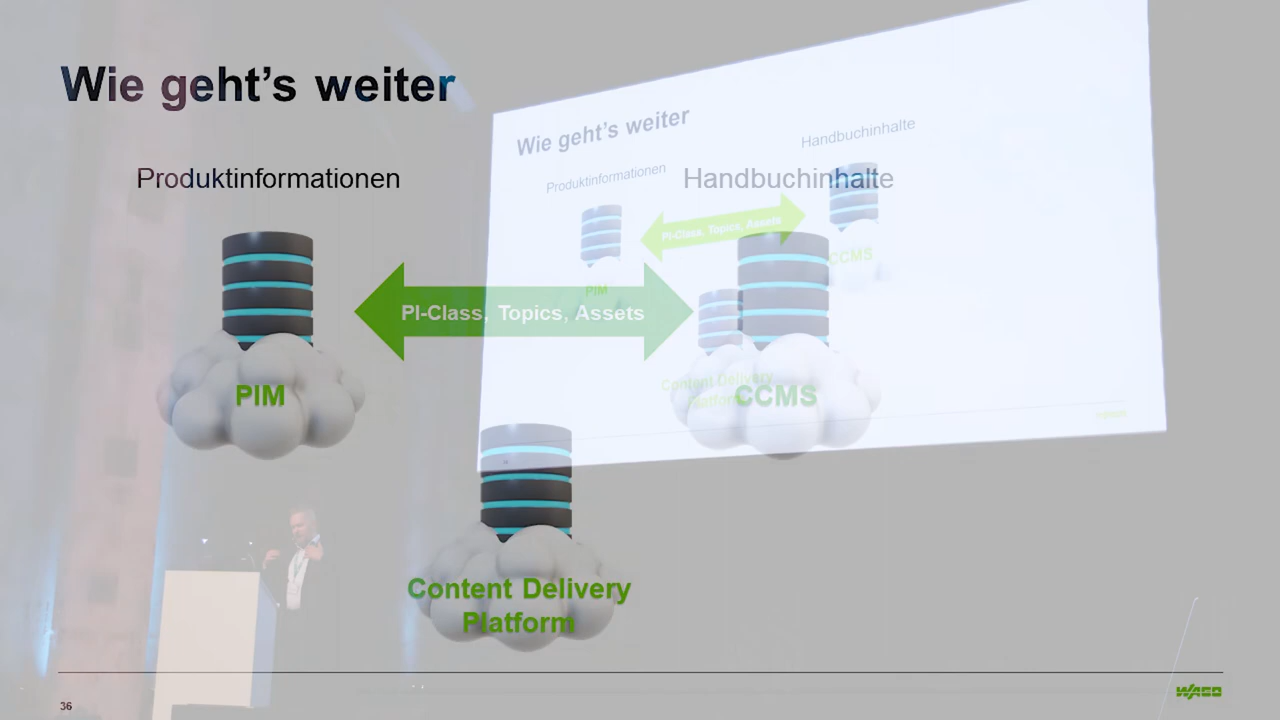 Wie geht's weiter
Produktinformationen
Handbuchinhalte
PI-Class, Topics, Assets
PIM
CCMS
Content Delivery
Platform
36
WAGO
Wie geht's weiter
Handbuchinhalte
Produktinformationen
PI-Class, Topics, Assets
CCMS
PIM
Content Delivery
Platform